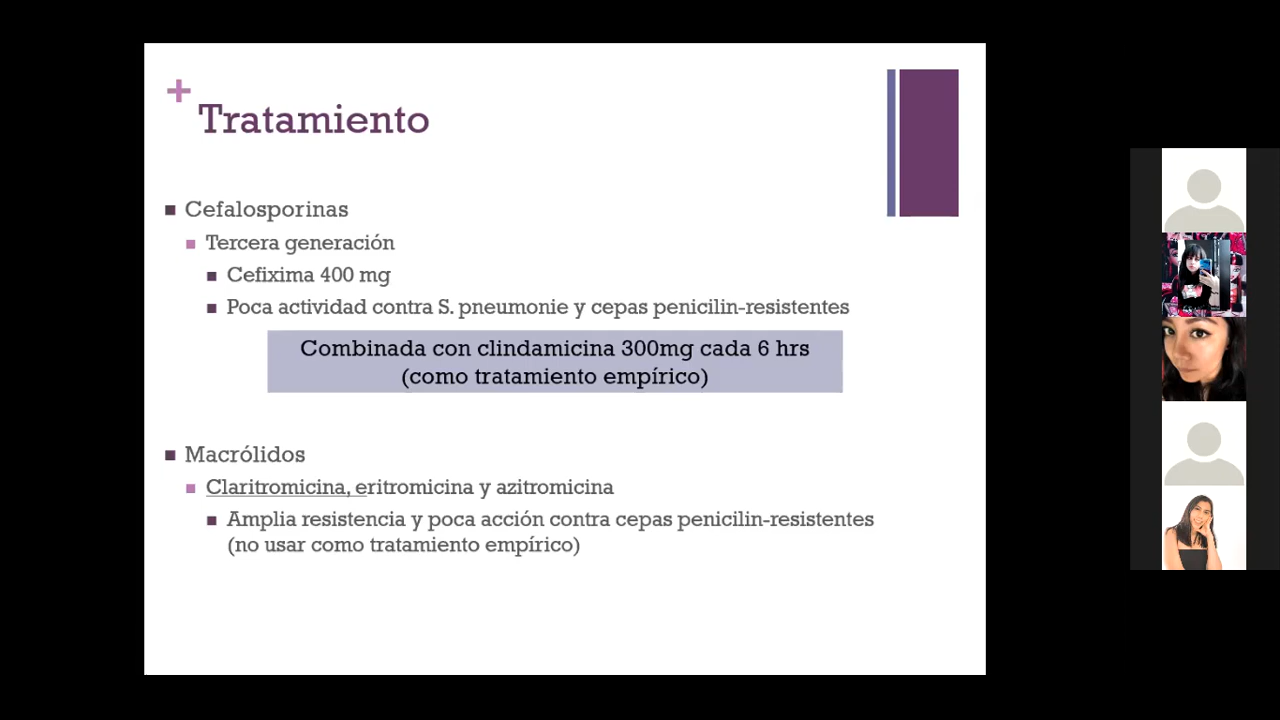 +
Tratamiento
Cefalosporinas
Tercera generación
Cefixima 400 mg
Poca actividad contra S. pneumonie y cepas penicilin-resistentes
Combinada con clindamicina 300mg cada 6 hrs
(como tratamiento empírico)
Macrólidos
Claritromicina, eritromicina y azitromicina
Amplia resistencia y poca acción contra cepas penicilin-resistentes
(no usar como tratamiento empírico)